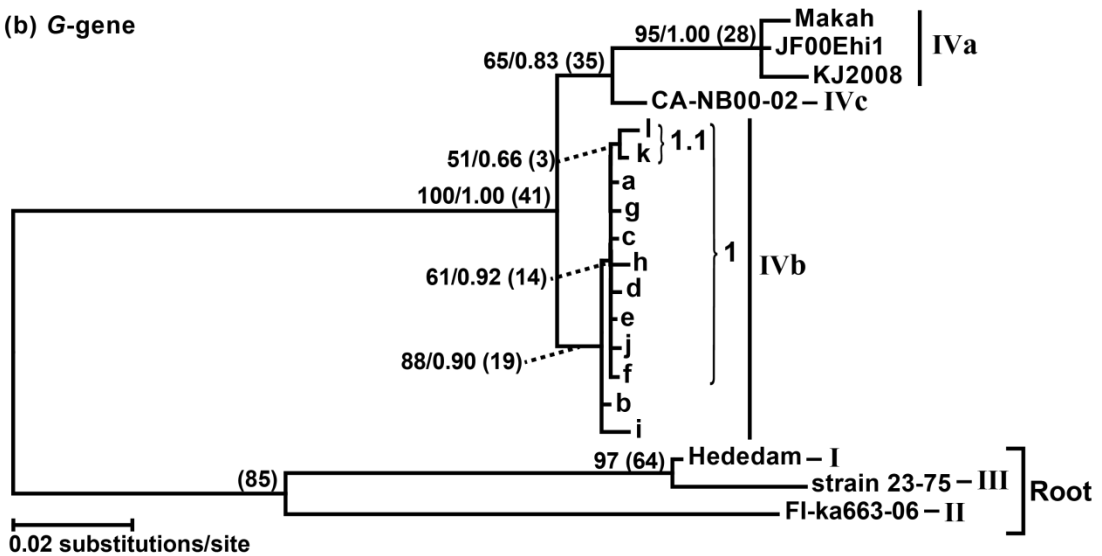 (b) G-gene
Makah
95/1.00 (28)
JF00Ehi1
IVa
65/0.83 (35)
KJ2008
CA-NB00-02 – IVc
l
1.1
51/0.66 (3)
k
a
100/1.00 (41)
g
c
1
IVb
h
61/0.92 (14)
d
e
j
88/0.90 (19)
f
b
i
97 (64)
Hededam – I
(85)
strain 23-75 – III
Root
FI-ka663-06 – II
0.02 substitutions/site